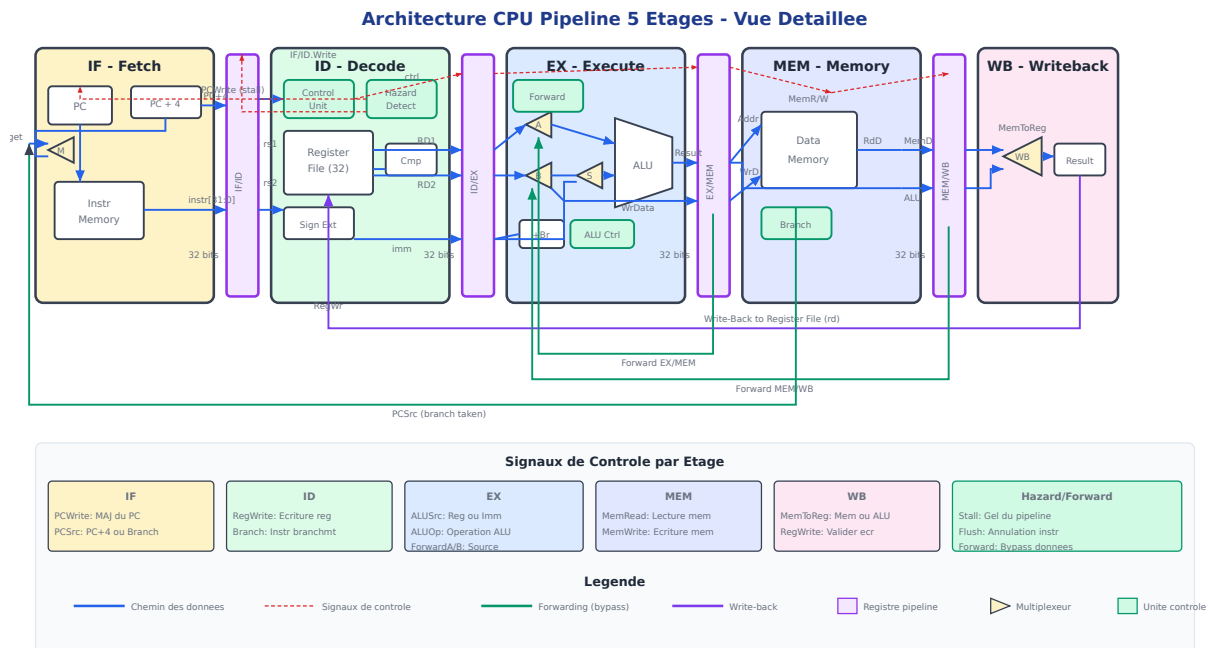 Architecture CPU Pipeline 5 Etages - Vue Detaillee
IF - Fetch
PC
PC + 4
PCWrite (stall)
PC+4
get
M
Instr
Memory
instr[31:0]
32 bits
IF/ID
IF/ID.Write
ID - Decode
ctrl
Control
Unit
Hazard
Detect
rs1
rs2
Register
File (32)
RD1
Cmp
RD2
Sign Ext
imm
32 bits
RegWr
ID/EX
EX - Execute
Forward
A
B
S
ALU
Result
WrData
+Br
ALU Ctrl
32 bits
EX/MEM
MEM - Memory
MemR/W
Addr
WrD
Data
Memory
RdD
MemD
ALU
Branch
32 bits
MEM/WB
WB - Writeback
MemToReg
WB
Result
Write-Back to Register File (rd)
Forward EX/MEM
Forward MEM/WB
PCSrc (branch taken)
Signaux de Controle par Etage
IF
PCWrite: MAJ du PC
PCSrc: PC+4 ou Branch
ID
RegWrite: Ecriture reg
Branch: Instr branchmt
EX
ALUSrc: Reg ou Imm
ALUOp: Operation ALU
ForwardA/B: Source
MEM
MemRead: Lecture mem
MemWrite: Ecriture mem
WB
MemToReg: Mem ou ALU
RegWrite: Valider ecr
Hazard/Forward
Stall: Gel du pipeline
Flush: Annulation instr
Forward: Bypass donnees
Legende
Chemin des donnees
Signaux de controle
Forwarding (bypass)
Write-back
Registre pipeline
Multiplexeur
Unite controle